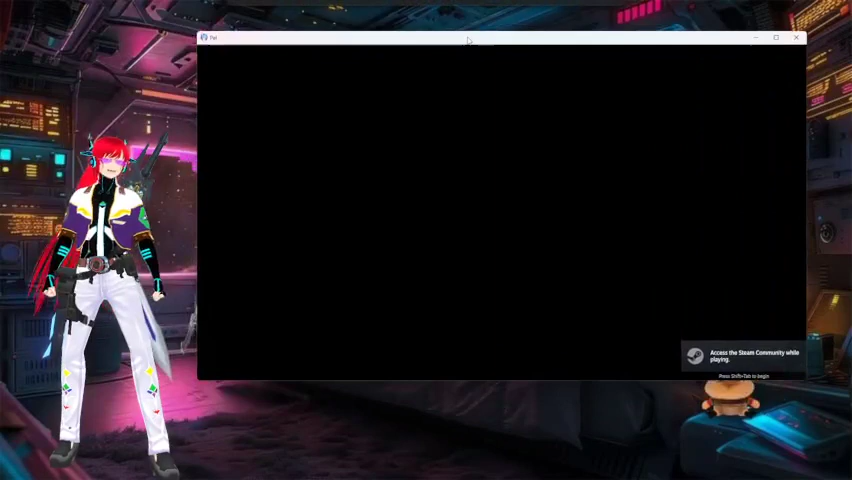 Pal
Access the Steam Community while
playing.
Press Shift+Tab to begin